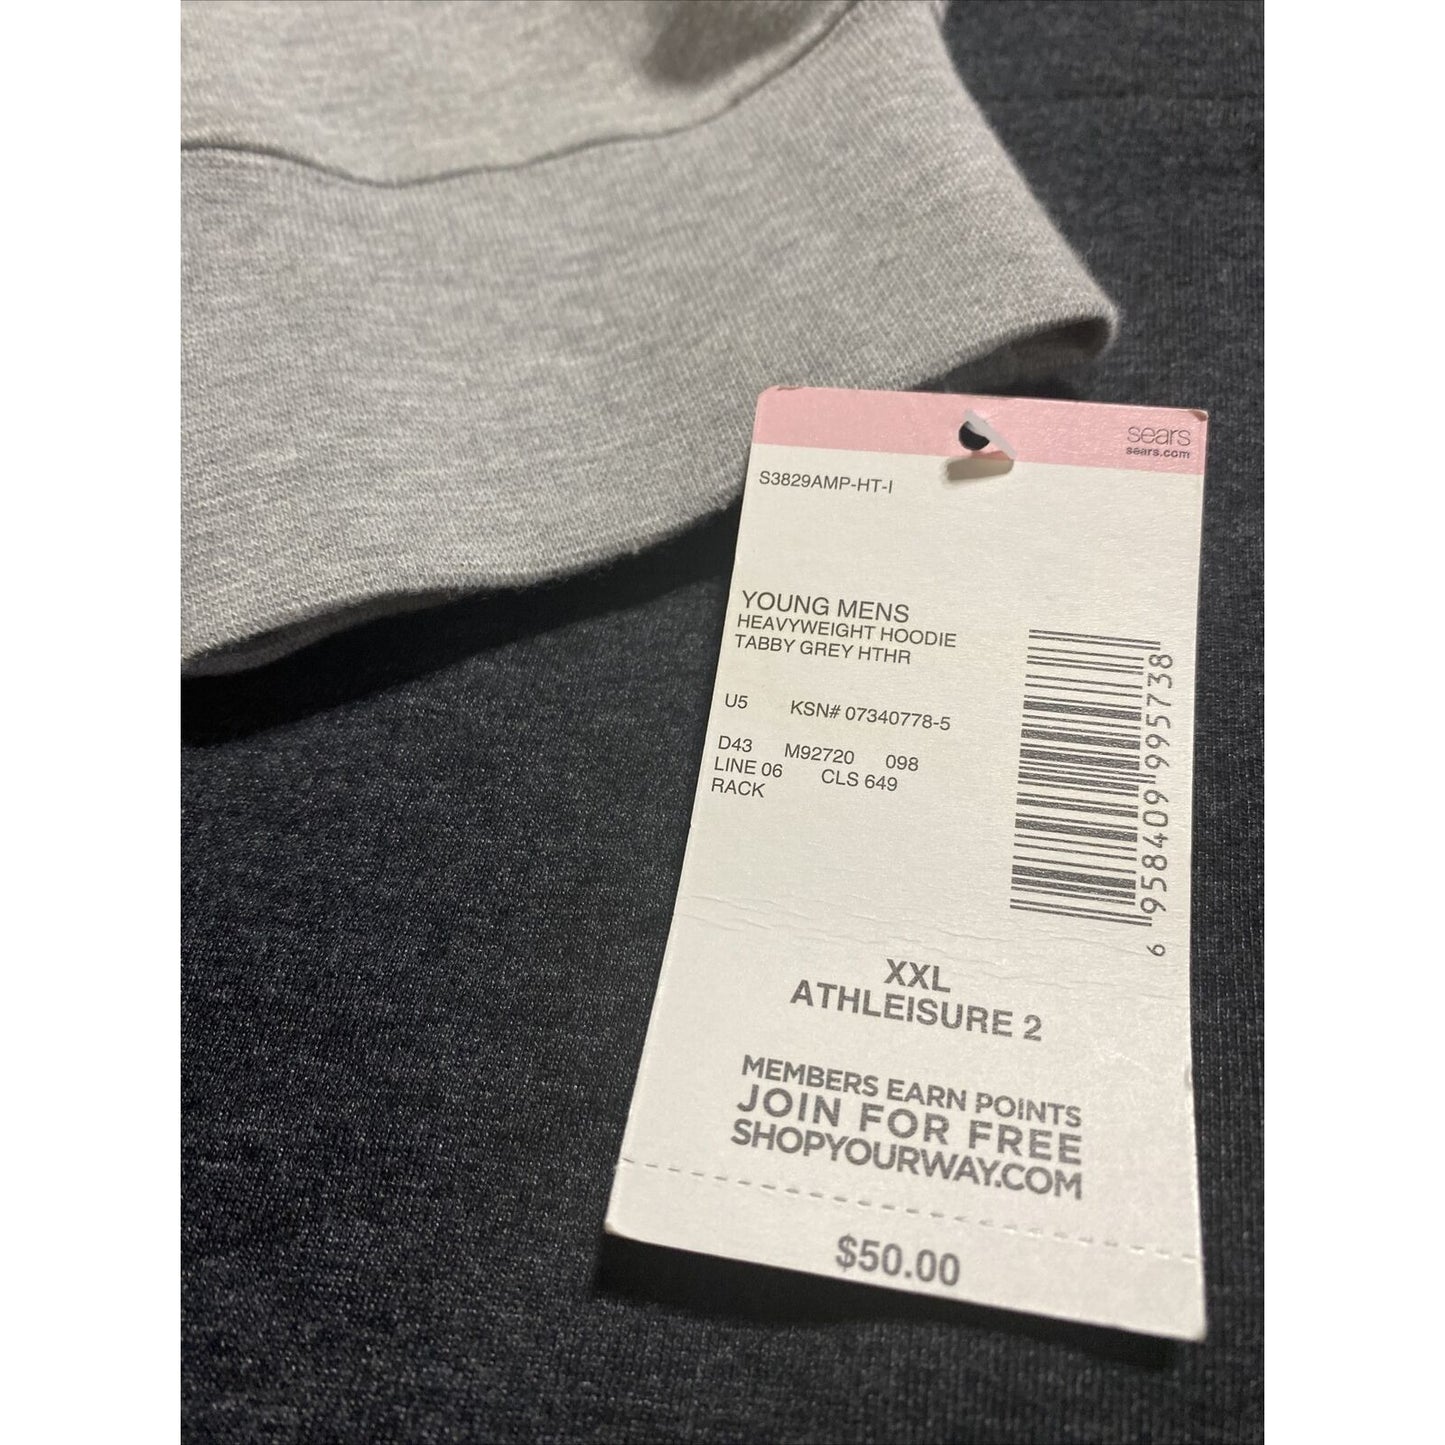 sears
sears.com
S3829AMP-HT-I
YOUNG MENS
HEAVYWEIGHT HOODIE
TABBY GREY HTHR
U5 KSN# 07340778-5
D43 M92720 098
LINE 06 CLS 649
RACK
6 958409 995738
XXL
ATHLEISURE 2
MEMBERS EARN POINTS
JOIN FOR FREE
SHOPYOURWAY.COM
$50.00